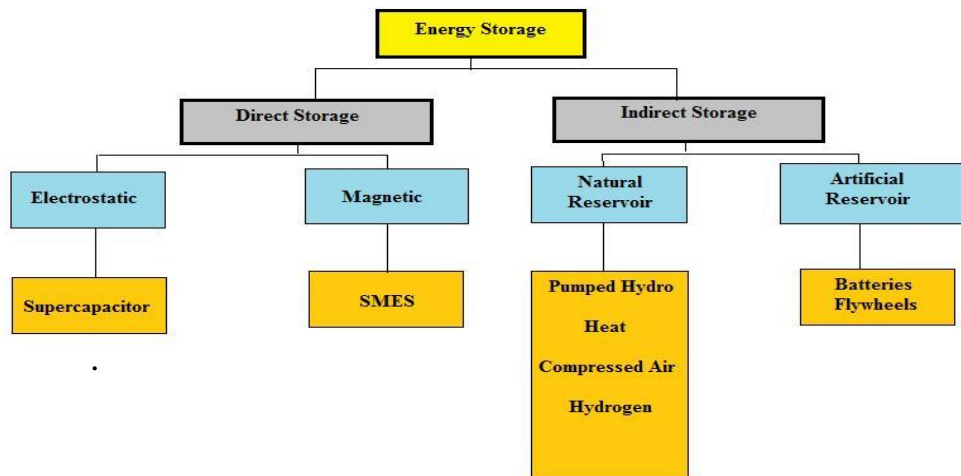 Energy Storage
Direct Storage
Indirect Storage
Electrostatic
Magnetic
Natural
Reservoir
Artificial
Reservoir
Supercapacitor
SMES
Pumped Hydro
Heat
Compressed Air
Hydrogen
Batteries
Flywheels